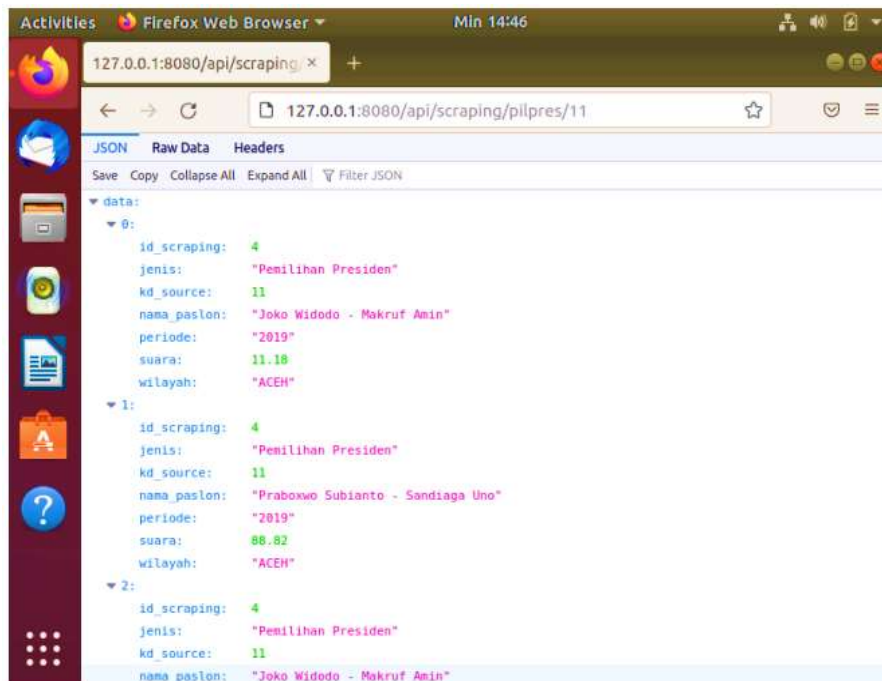 Activities Firefox Web Browser Min 14:46
127.0.0.1:8080/api/scraping/
127.0.0.1:8080/api/scraping/pilpres/11
JSON Raw Data Headers
Save Copy Collapse All Expand All Filter JSON
data:
0:
id_scraping: 4
jenis: "Pemilihan Presiden"
kd_source: 11
nama_paslon: "Joko Widodo - Makruf Amin"
periode: "2019"
suara: 11.18
wilayah: "ACEH"
1:
id_scraping: 4
jenis: "Pemilihan Presiden"
kd_source: 11
nama_paslon: "Praboxwo Subianto - Sandiaga Uno"
periode: "2019"
suara: 88.82
wilayah: "ACEH"
2:
id_scraping: 4
jenis: "Pemilihan Presiden"
kd_source: 11
nama_paslon: "Joko Widodo - Makruf Amin"